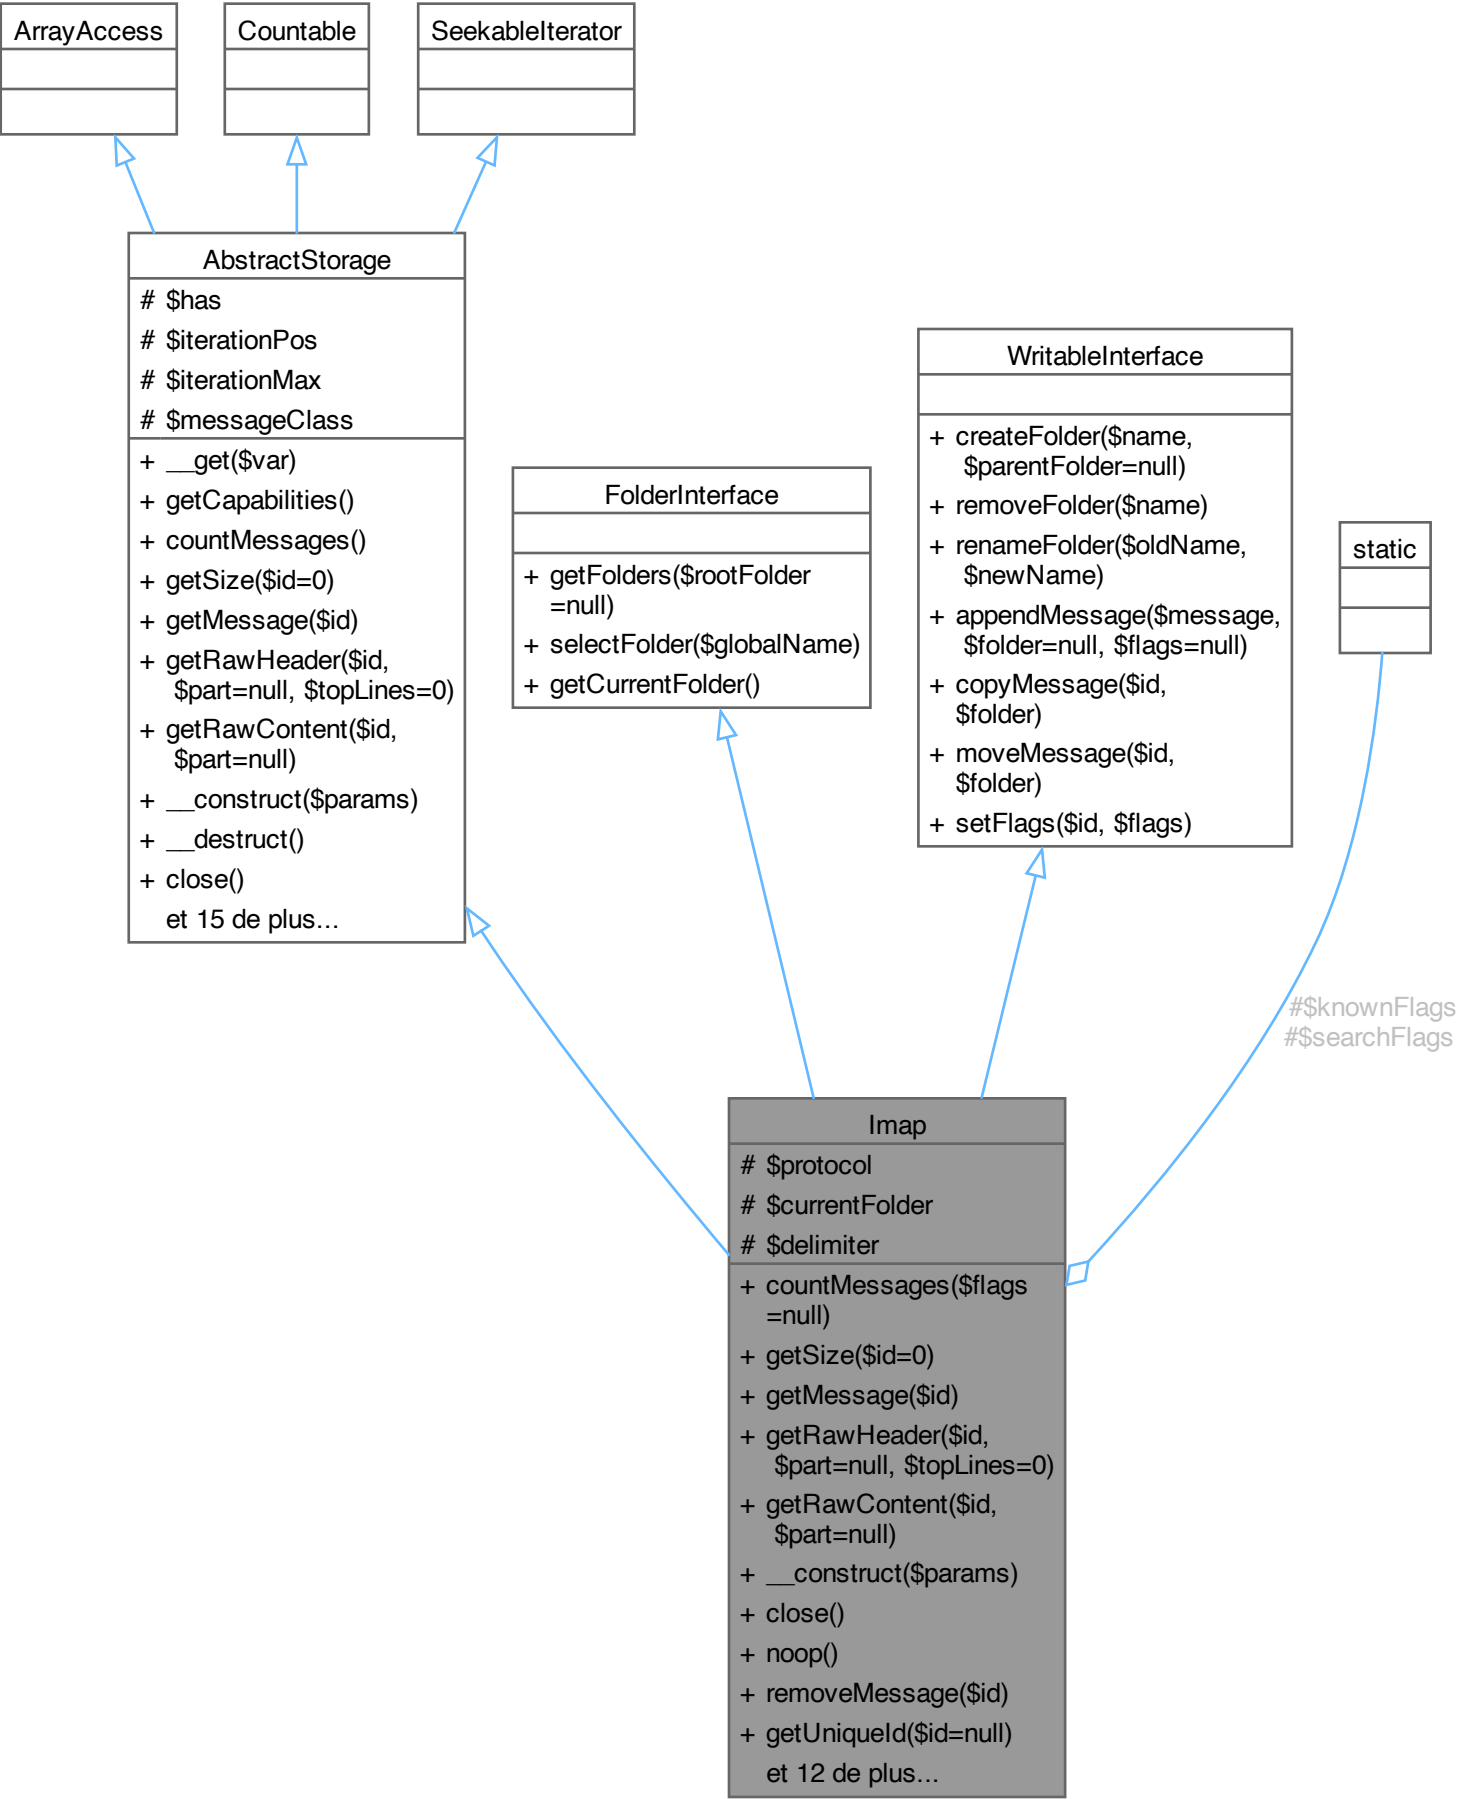 ArrayAccess
Countable
SeekableIterator
AbstractStorage
# $has
# $iterationPos
# $iterationMax
# $messageClass
+ __get($var)
+ getCapabilities()
+ countMessages()
+ getSize($id=0)
+ getMessage($id)
+ getRawHeader($id,
$part=null, $topLines=0)
+ getRawContent($id,
$part=null)
+ __construct($params)
+ __destruct()
+ close()
et 15 de plus...
FolderInterface
+ getFolders($rootFolder
=null)
+ selectFolder($globalName)
+ getCurrentFolder()
WritableInterface
+ createFolder($name,
$parentFolder=null)
+ removeFolder($name)
+ renameFolder($oldName,
$newName)
+ appendMessage($message,
$folder=null, $flags=null)
+ copyMessage($id,
$folder)
+ moveMessage($id,
$folder)
+ setFlags($id, $flags)
static
#$knownFlags
#$searchFlags
Imap
# $protocol
# $currentFolder
# $delimiter
+ countMessages($flags
=null)
+ getSize($id=0)
+ getMessage($id)
+ getRawHeader($id,
$part=null, $topLines=0)
+ getRawContent($id,
$part=null)
+ __construct($params)
+ close()
+ noop()
+ removeMessage($id)
+ getUniqueId($id=null)
et 12 de plus...